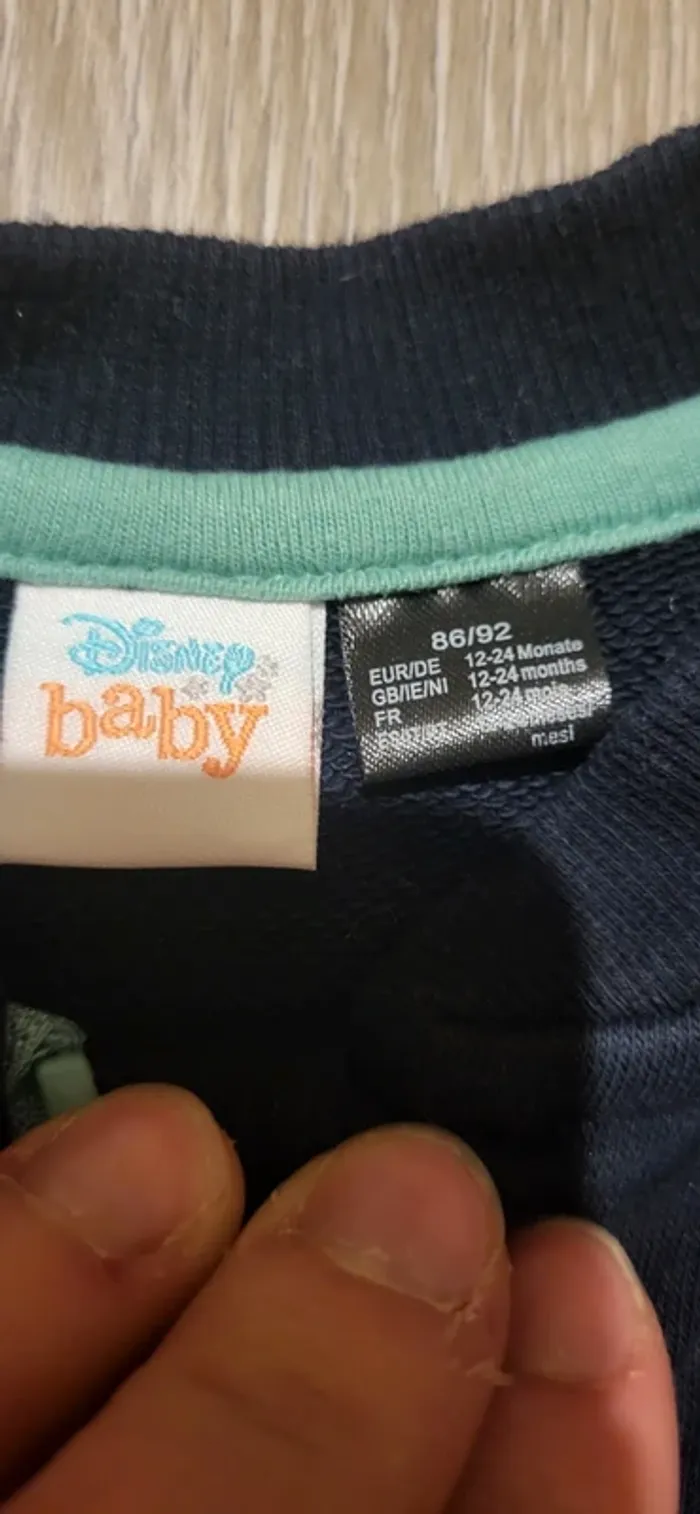 Disney
baby
86/92
EUR/DE 12-24 Monate
GB/IE/NI 12-24 months
FR 12-24 mois
mesi